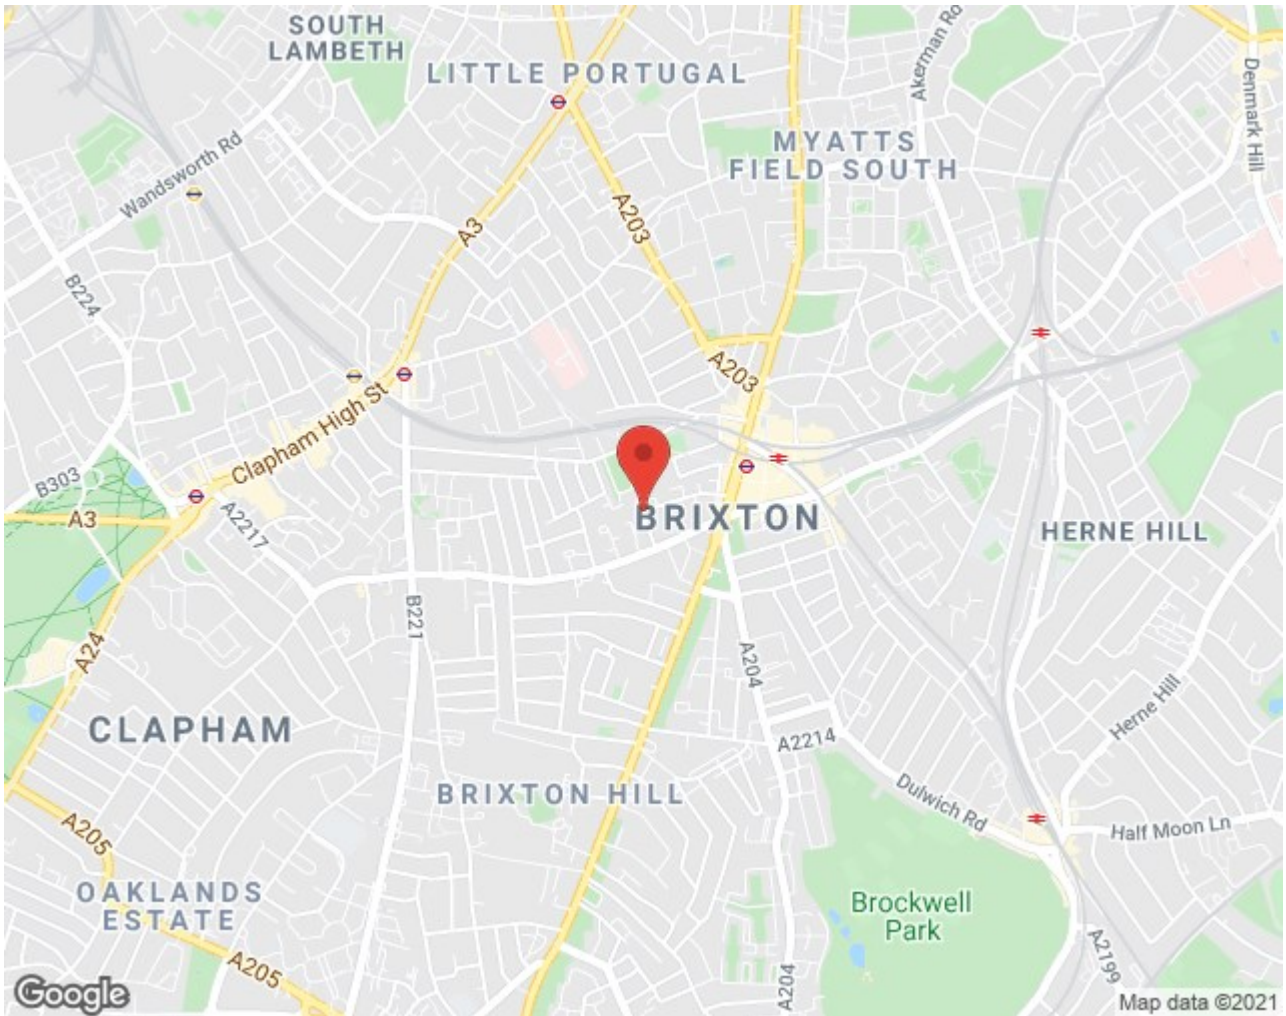 SOUTH
LAMBETH
LITTLE PORTUGAL
Akerman Rd
Denmark Hill
MYATTS
FIELD SOUTH
Wandsworth Rd
A203
A3
B224
A203
Clapham High St
B303
A3
A2217
BRIXTON
HERNE HILL
B221
A24
A204
CLAPHAM
A2214
Herne Hill
BRIXTON HILL
Dulwich Rd
Half Moon Ln
A205
OAKLANDS
ESTATE
Brockwell
Park
A205
A204
A2199
Google
Map data ©2021